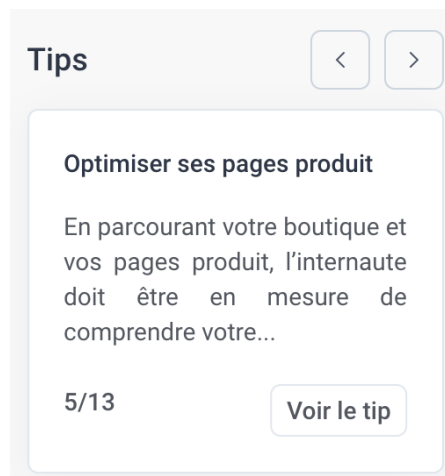 Tips
Optimiser ses pages produit
En parcourant votre boutique et
vos pages produit, l’internaute
doit être en mesure de
comprendre votre...
5/13
Voir le tip